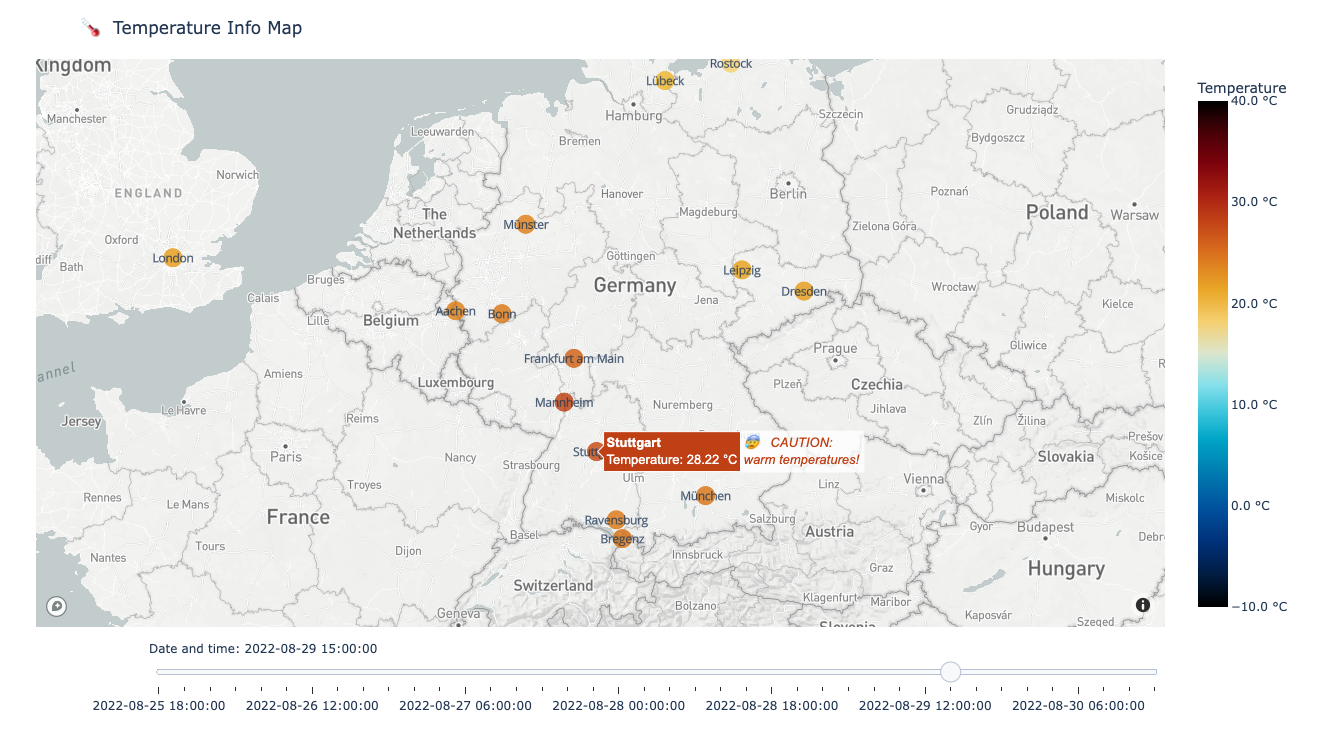 Temperature Info Map
Kingdom
Rostock
Lübeck
Temperature
40.0 °C
Manchester
Hamburg
Szczecin
Grudziądz
Leeuwarden
Bremen
Bydgoszcz
Norwich
ENGLAND
Hanover
Berlin
Poznań
30.0 °C
The
Netherlands
Münster
Magdeburg
Zielona Góra
Poland
Warsaw
Oxford
London
diff
Bath
Göttingen
Leipzig
Bruges
Germany
Dresden
Wrocław
Calais
Jena
Kielce
20.0 °C
Aachen
Bonn
Lille
Belgium
Prague
Gliwice
Frankfurt am Main
R
annel
Amiens
Luxembourg
Plzeň
Czechia
Le Havre
Mannheim
Nuremberg
Jihlava
10.0 °C
Jersey
Reims
Zlín
Žilina
Paris
Nancy
Strasbourg
Stutt
Stuttgart
Temperature: 28.22 °C
CAUTION:
warm temperatures!
Prešov
Košice
Slovakia
Ulm
Troyes
Linz
Vienna
Rennes
Le Mans
München
Miskolc
0.0 °C
France
Ravensburg
Salzburg
Austria
Gyor
Budapest
Basel
Bregenz
Debre
Tours
Dijon
Nantes
Innsbruck
Graz
Hungary
Switzerland
Klagenfurt
Maribor
Bolzano
Geneva
Kaposvár
Szeged
Slovenia
−10.0 °C
Date and time: 2022-08-29 15:00:00
2022-08-25 18:00:00
2022-08-26 12:00:00
2022-08-27 06:00:00
2022-08-28 00:00:00
2022-08-28 18:00:00
2022-08-29 12:00:00
2022-08-30 06:00:00